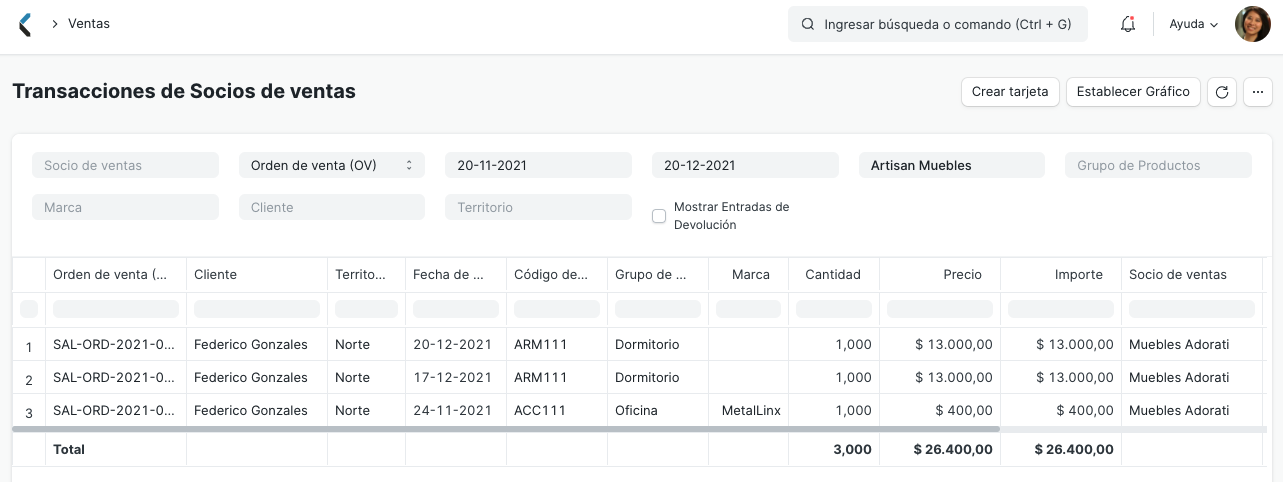 Ventas
Ingresar búsqueda o comando (Ctrl + G)
Ayuda
Transacciones de Socios de ventas
Crear tarjeta
Establecer Gráfico
Socio de ventas
Orden de venta (OV)
20-11-2021
20-12-2021
Artisan Muebles
Grupo de Productos
Marca
Cliente
Territorio
Mostrar Entradas de
Devolución
Orden de venta (... Cliente Territo... Fecha de ... Código de... Grupo de ... Marca Cantidad Precio Importe Socio de ventas
1 SAL-ORD-2021-0... Federico Gonzales Norte 20-12-2021 ARM111 Dormitorio 1,000 $ 13.000,00 $ 13.000,00 Muebles Adorati
2 SAL-ORD-2021-0... Federico Gonzales Norte 17-12-2021 ARM111 Dormitorio 1,000 $ 13.000,00 $ 13.000,00 Muebles Adorati
3 SAL-ORD-2021-0... Federico Gonzales Norte 24-11-2021 ACC111 Oficina MetalLinx 1,000 $ 400,00 $ 400,00 Muebles Adorati
Total 3,000 $ 26.400,00 $ 26.400,00